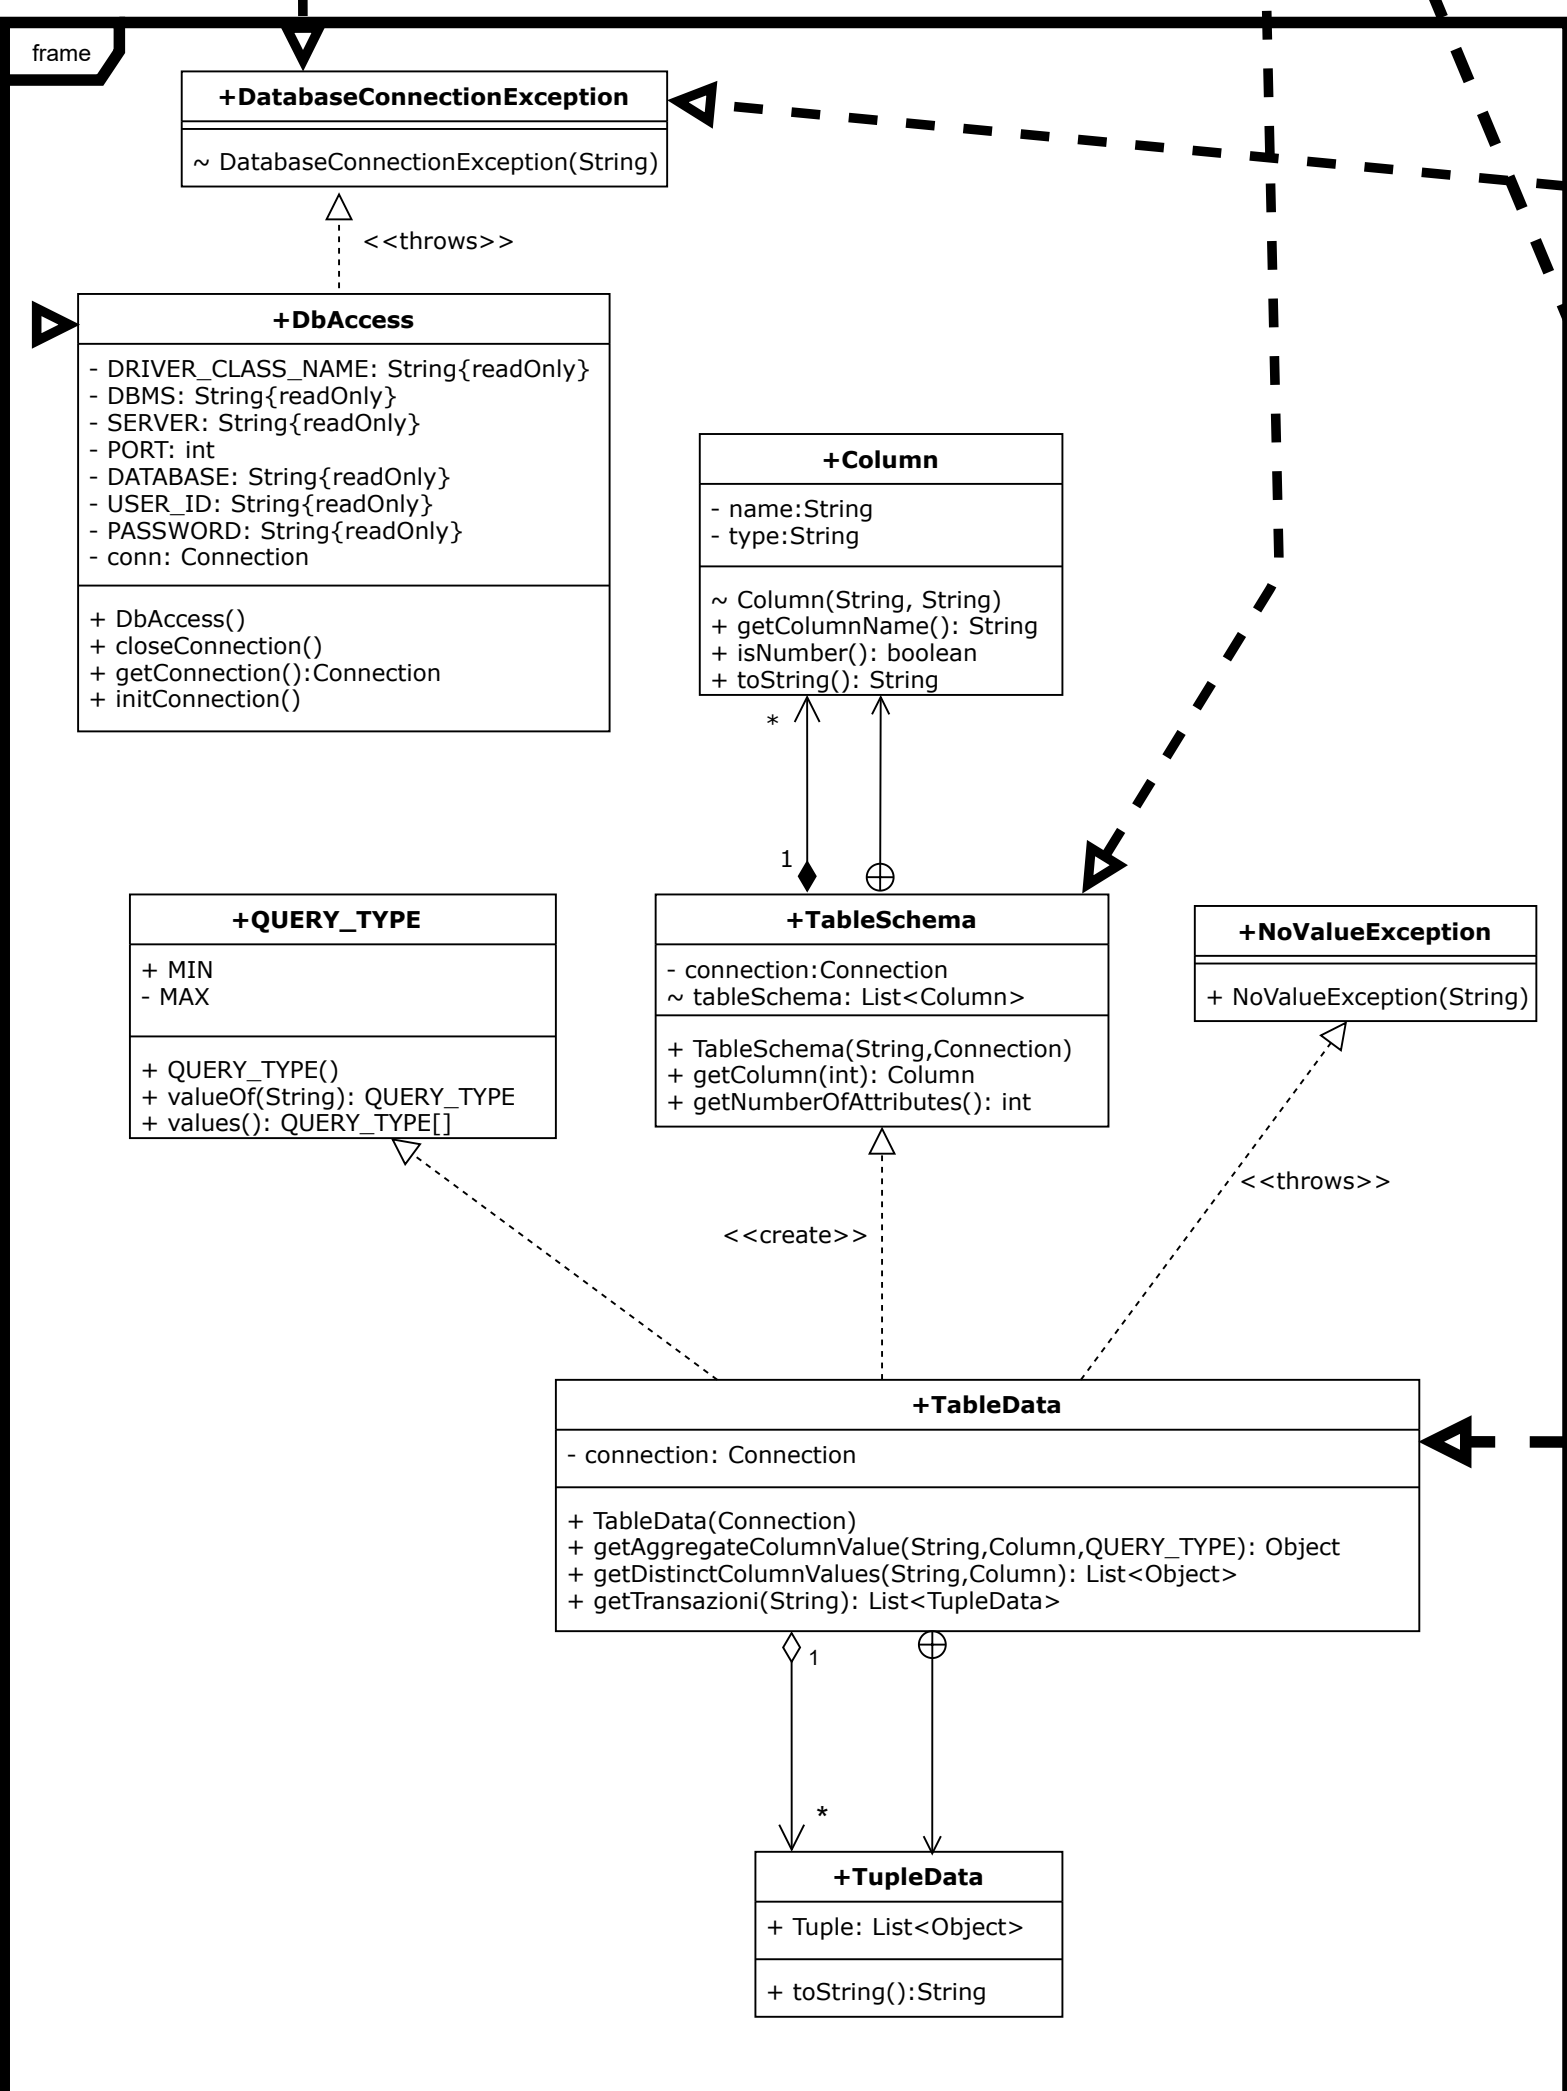 frame
+DatabaseConnectionException
~ DatabaseConnectionException(String)
<<throws>>
+DbAccess
- DRIVER_CLASS_NAME: String{readOnly}
- DBMS: String{readOnly}
- SERVER: String{readOnly}
- PORT: int
- DATABASE: String{readOnly}
- USER_ID: String{readOnly}
- PASSWORD: String{readOnly}
- conn: Connection
+ DbAccess()
+ closeConnection()
+ getConnection():Connection
+ initConnection()
+Column
- name:String
- type:String
~ Column(String, String)
+ getColumnName(): String
+ isNumber(): boolean
+ toString(): String
*
1
+QUERY_TYPE
+ MIN
- MAX
+ QUERY_TYPE()
+ valueOf(String): QUERY_TYPE
+ values(): QUERY_TYPE[]
+TableSchema
- connection:Connection
~ tableSchema: List<Column>
+ TableSchema(String,Connection)
+ getColumn(int): Column
+ getNumberOfAttributes(): int
+NoValueException
+ NoValueException(String)
<<throws>>
<<create>>
+TableData
- connection: Connection
+ TableData(Connection)
+ getAggregateColumnValue(String,Column,QUERY_TYPE): Object
+ getDistinctColumnValues(String,Column): List<Object>
+ getTransazioni(String): List<TupleData>
1
*
+TupleData
+ Tuple: List<Object>
+ toString():String